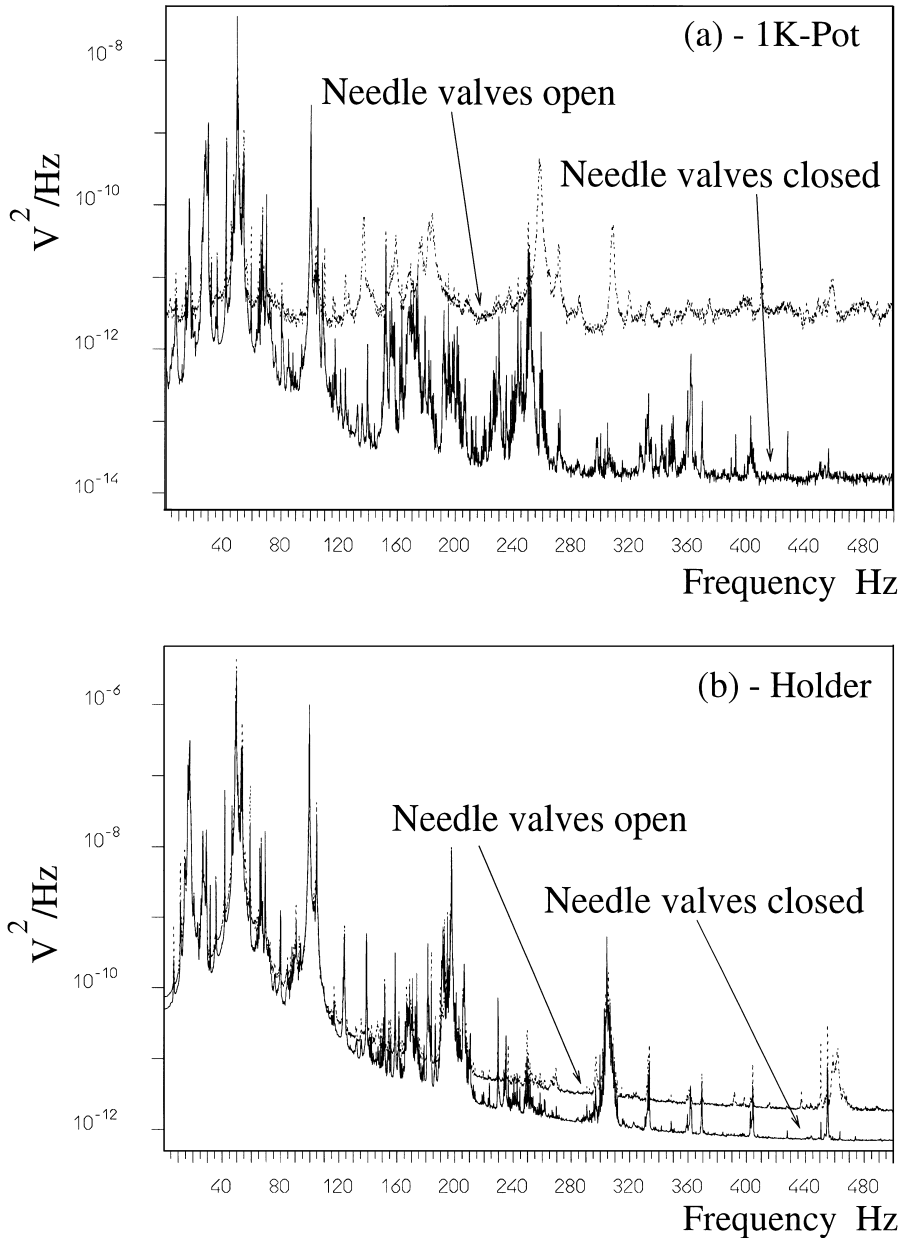 (a) - 1K-Pot
10^-8
Needle valves open
Needle valves closed
10^-10
V^2/Hz
10^-12
10^-14
40 80 120 160 200 240 280 320 360 400 440 480
Frequency Hz
(b) - Holder
10^-6
Needle valves open
10^-8
Needle valves closed
V^2/Hz
10^-10
10^-12
40 80 120 160 200 240 280 320 360 400 440 480
Frequency Hz